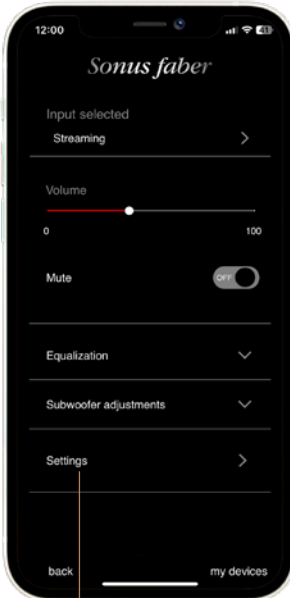 12:00
41
Sonus faber
Input selected
Streaming
Volume
0 100
Mute
OFF
Equalization
Subwoofer adjustments
Settings
back my devices